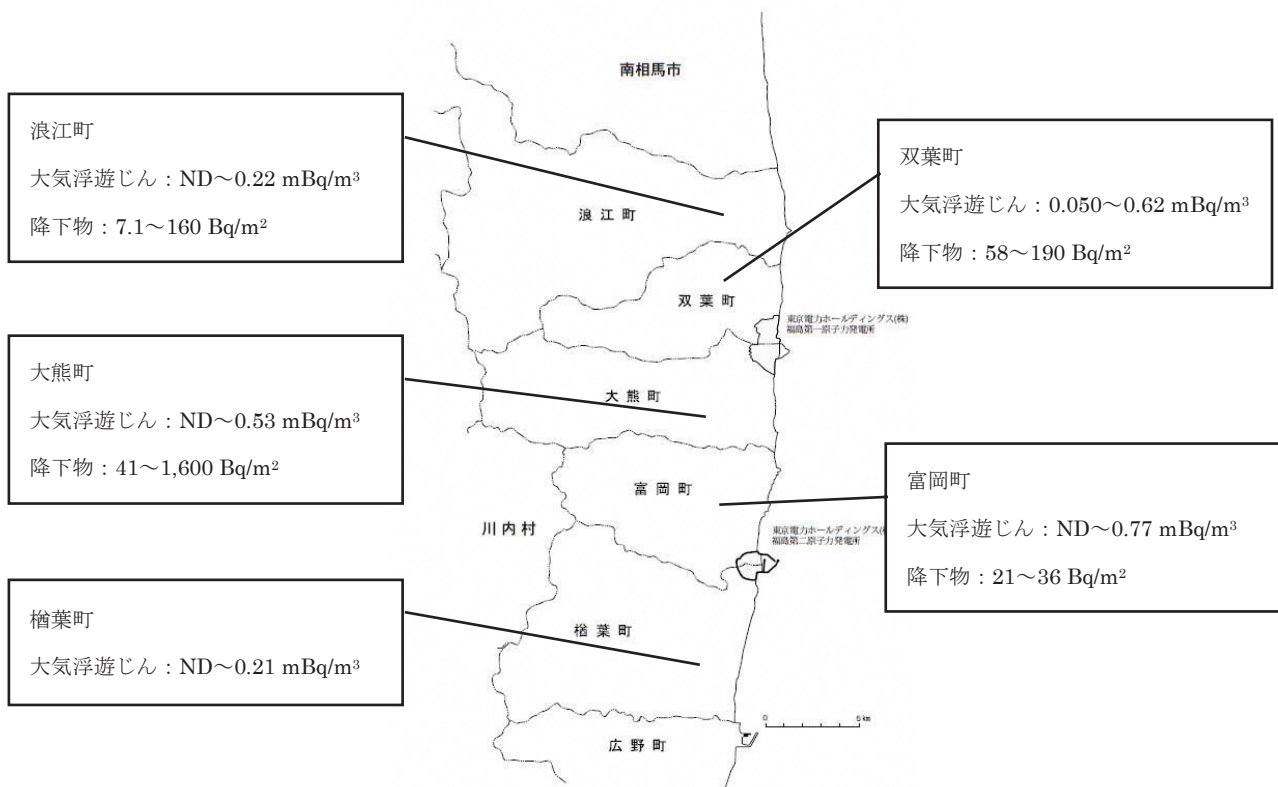 南相馬市
浪江町
大気浮遊じん：ND～0.22 mBq/m³
降下物：7.1～160 Bq/m²
双葉町
大気浮遊じん：0.050～0.62 mBq/m³
降下物：58～190 Bq/m²
浪江町
双葉町
東京電力ホールディングス(株)
福島第一原子力発電所
大熊町
大気浮遊じん：ND～0.53 mBq/m³
降下物：41～1,600 Bq/m²
大熊町
富岡町
大気浮遊じん：ND～0.77 mBq/m³
降下物：21～36 Bq/m²
富岡町
川内村
東京電力ホールディングス(
福島第二原子力発電所
楢葉町
大気浮遊じん：ND～0.21 mBq/m³
楢葉町
0 5km
広野町